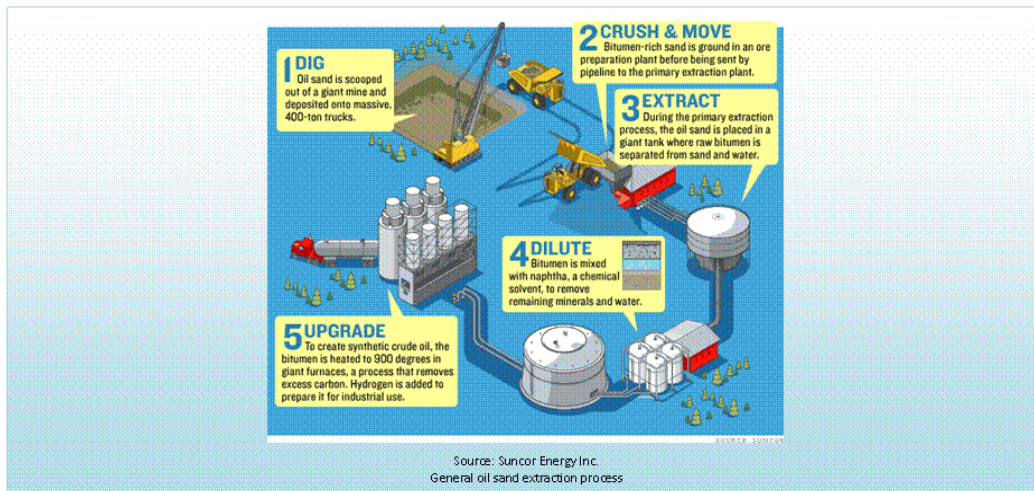 1 DIG
Oil sand is scooped
out of a giant mine and
deposited onto massive,
400-ton trucks.
2 CRUSH & MOVE
Bitumen-rich sand is ground in an ore
preparation plant before being sent by
pipeline to the primary extraction plant.
3 EXTRACT
During the primary extraction
process, the oil sand is placed in a
giant tank where raw bitumen is
separated from sand and water.
4 DILUTE
Bitumen is mixed
with naphtha, a chemical
solvent, to remove
remaining minerals and water.
5 UPGRADE
To create synthetic crude oil, the
bitumen is heated to 900 degrees in
giant furnaces, a process that removes
excess carbon. Hydrogen is added to
prepare it for industrial use.
SOURCE SUNCOR
Source: Suncor Energy Inc.
General oil sand extraction process